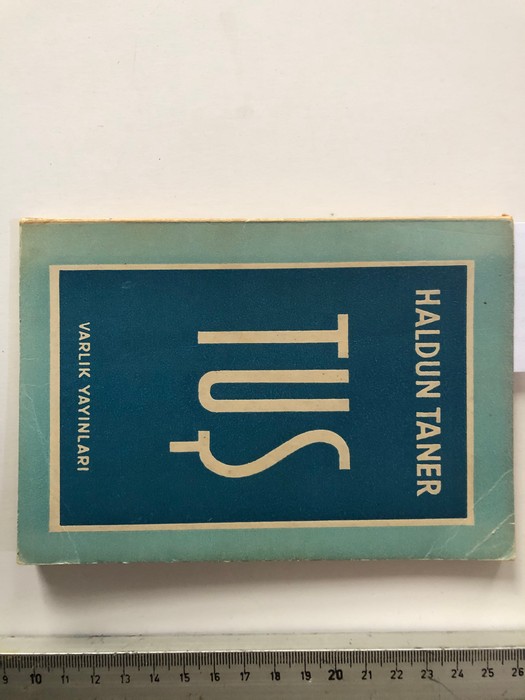 HALDUN TANER
TUŞ
VARLIK YAYINLARI
9 10 11 12 13 14 15 16 17 18 19 20 21 22 23 24 25 26